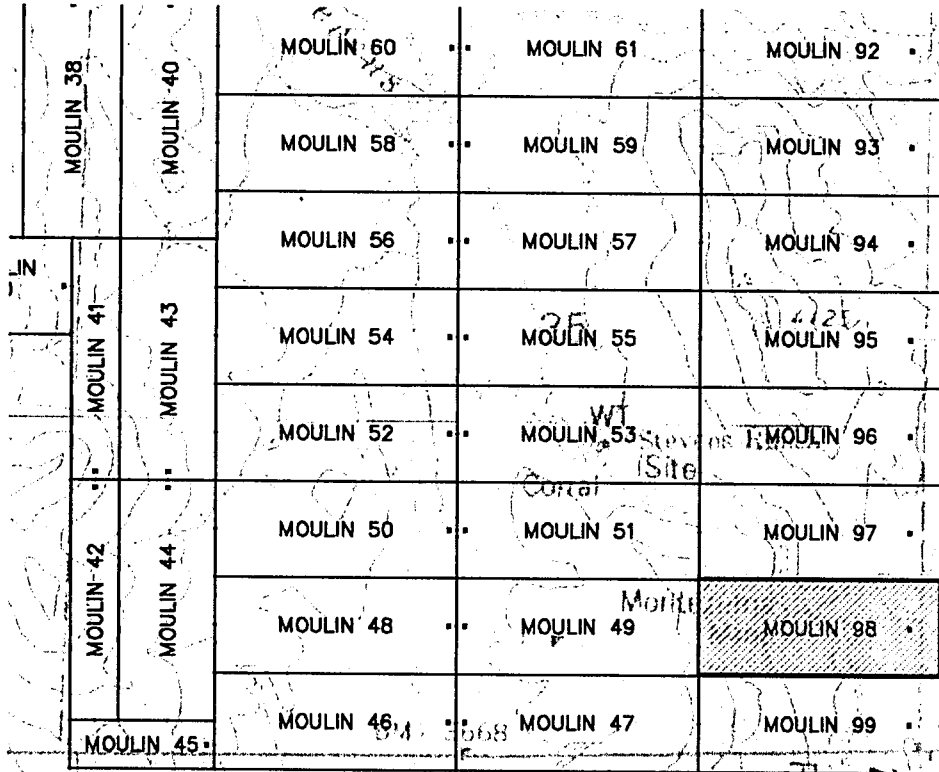 MOULIN 60
MOULIN 61
MOULIN 92
MOULIN 38
MOULIN 40
MOULIN 58
MOULIN 59
MOULIN 93
MOULIN 56
MOULIN 57
MOULIN 94
LIN
MOULIN 41
MOULIN 43
MOULIN 54
MOULIN 55
MOULIN 95
MOULIN 52
WT
MOULIN 53
MOULIN 96
Stevens
(Site
Corral
MOULIN 42
MOULIN 44
MOULIN 50
MOULIN 51
MOULIN 97
MOULIN 48
MOULIN 49
MOULIN 98
MOULIN 46
MOULIN 47
MOULIN 99
MOULIN 45